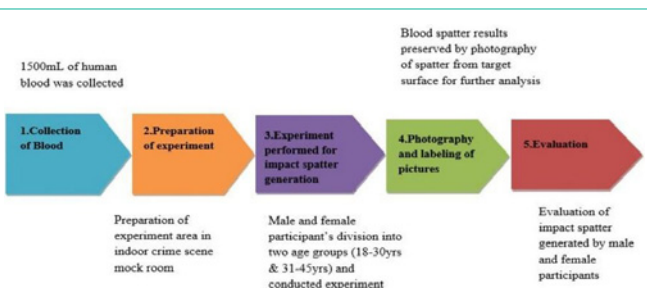 1500mL of human
blood was collected
Blood spatter results
preserved by photography
of spatter from target
surface for further analysis
1.Collection
of Blood
2.Preparation
of experiment
3.Experiment
performed for
impact spatter
generation
4.Photography
and labeling of
pictures
5.Evaluation
Preparation of
experiment area in
indoor crime scene
mock room
Male and female
participant's division into
two age groups (18-30yrs
& 31-45yrs) and
conducted experiment
Evaluation of
impact spatter
generated by male
and female
participants